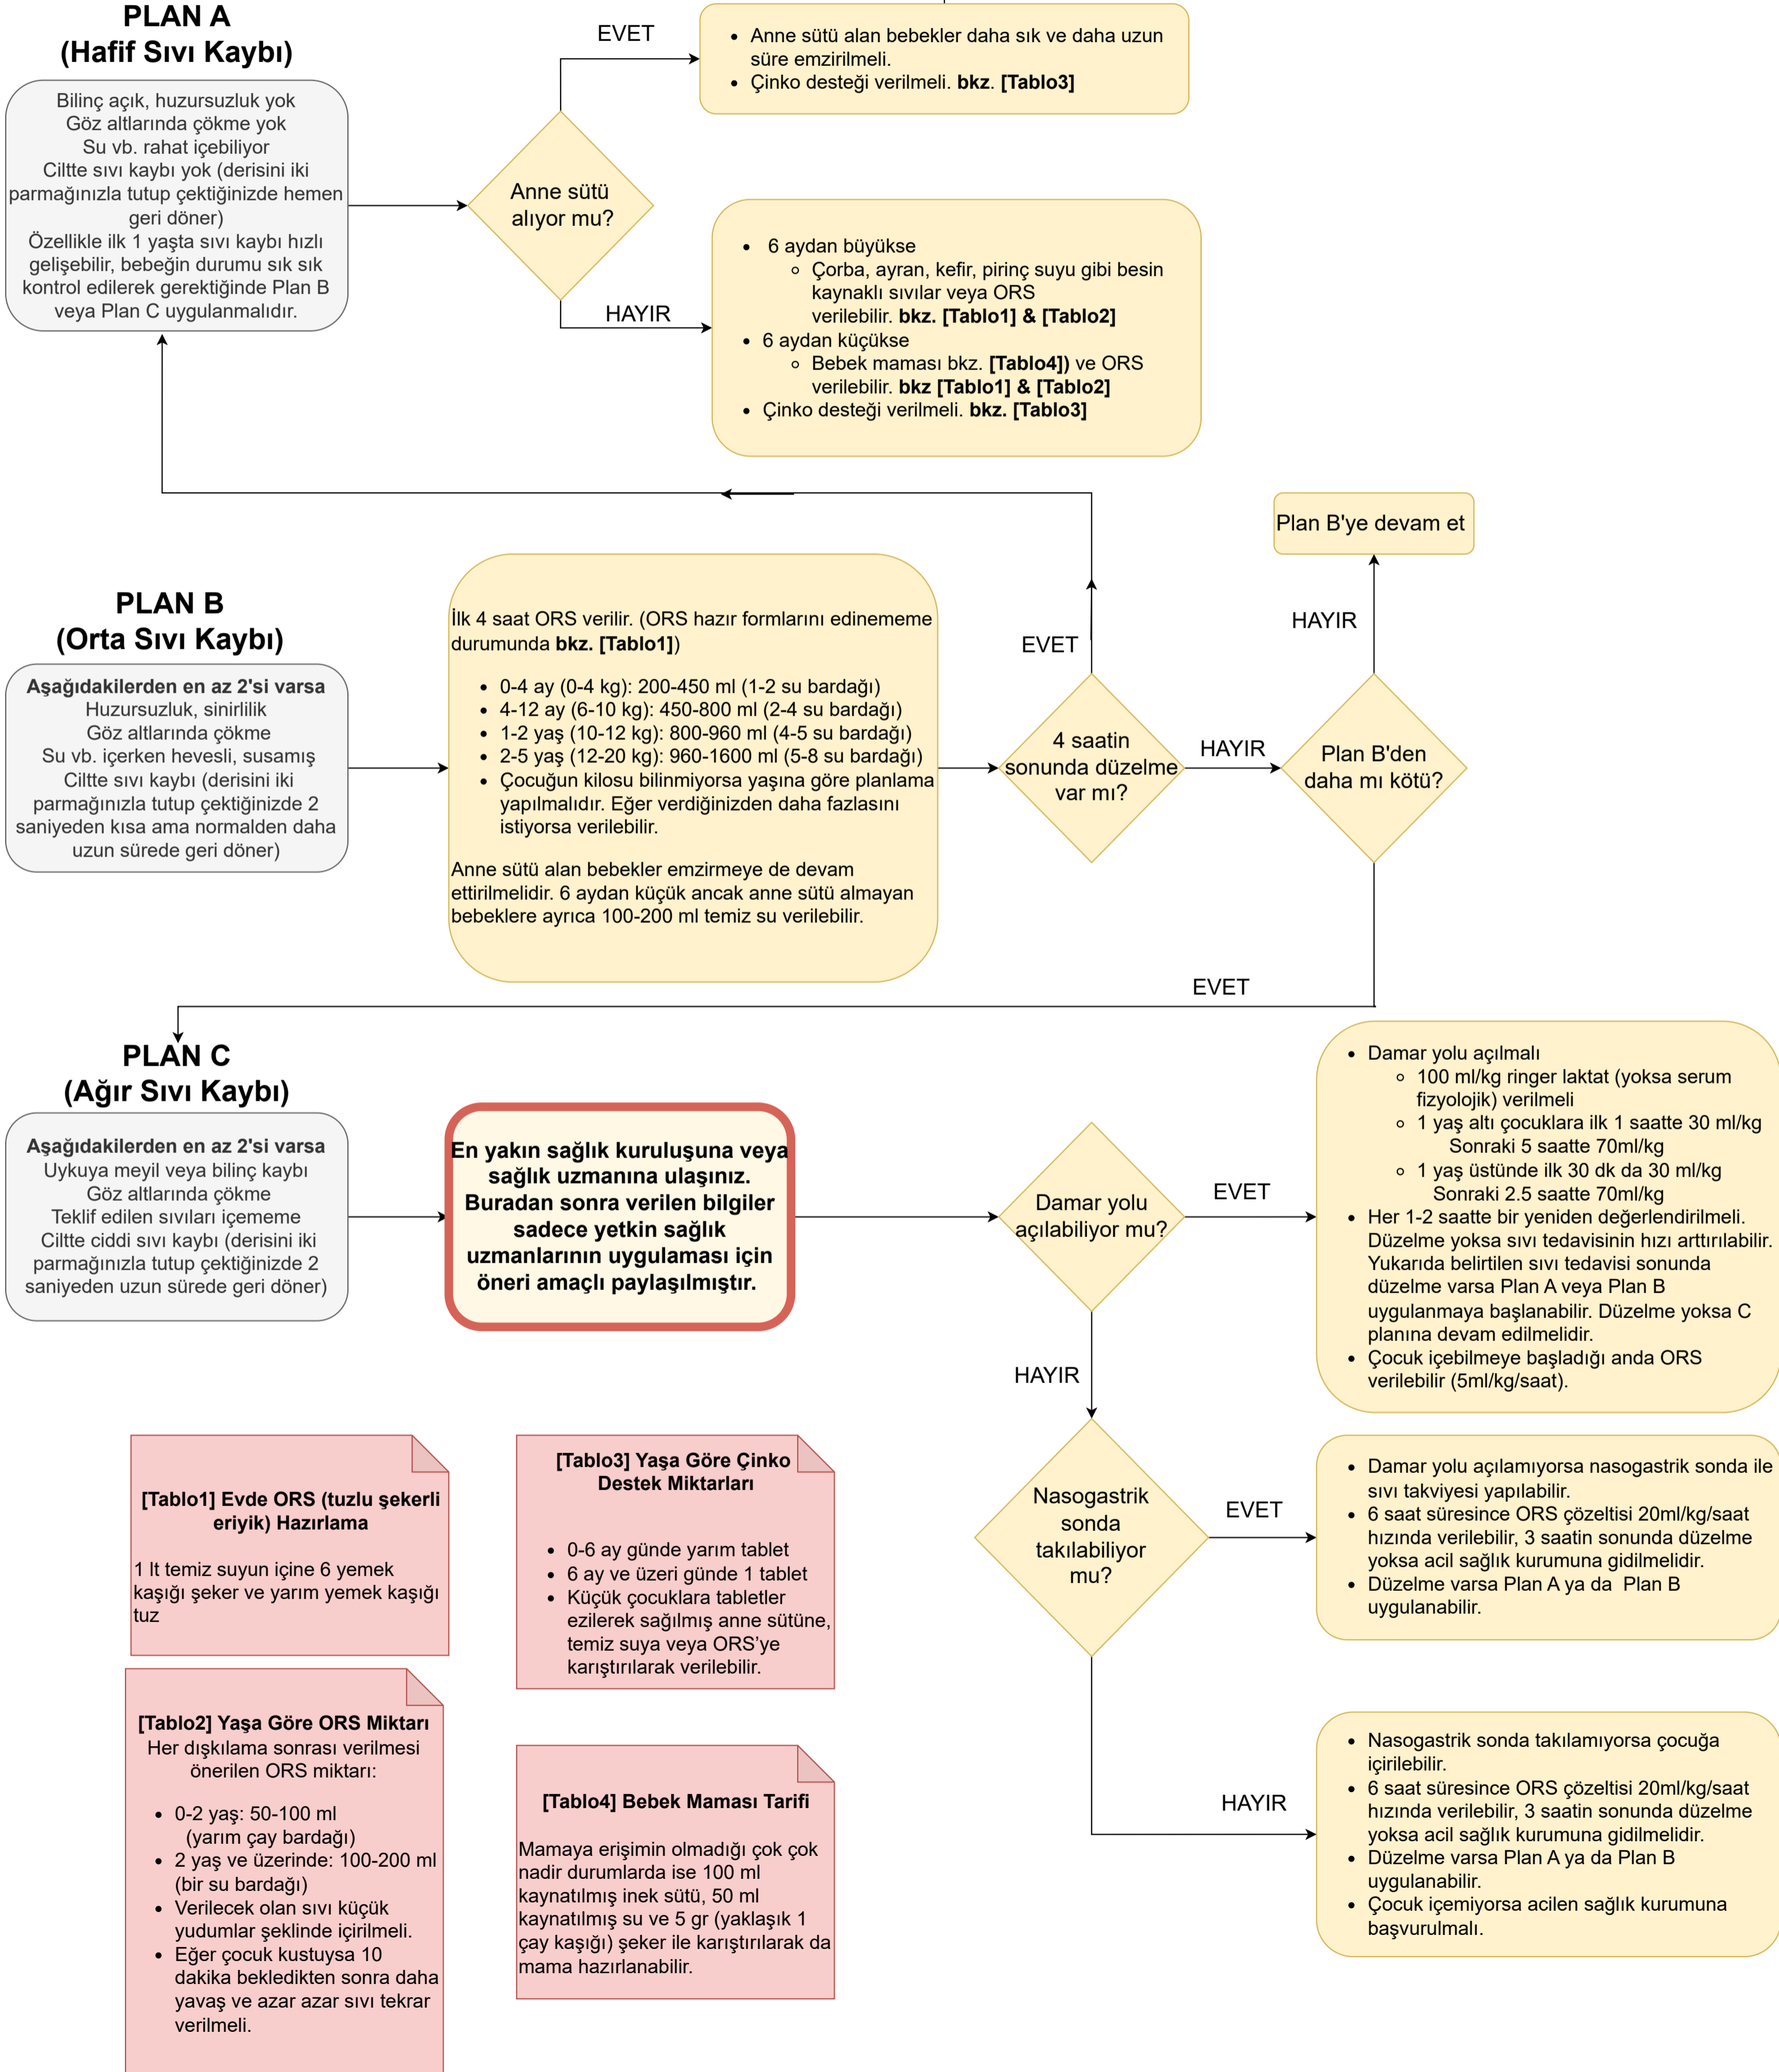 PLAN A
(Hafif Sıvı Kaybı)
Bilinç açık, huzursuzluk yok
Göz altlarında çökme yok
Su vb. rahat içebiliyor
Ciltte sıvı kaybı yok (derisini iki
parmağınızla tutup çektiğinizde hemen
geri döner)
Özellikle ilk 1 yaşta sıvı kaybı hızlı
gelişebilir, bebeğin durumu sık sık
kontrol edilerek gerektiğinde Plan B
veya Plan C uygulanmalıdır.
Anne sütü
alıyor mu?
EVET
• Anne sütü alan bebekler daha sık ve daha uzun
süre emzirilmeli.
• Çinko desteği verilmeli. bkz. [Tablo3]
HAYIR
• 6 aydan büyükse
◦ Çorba, ayran, kefir, pirinç suyu gibi besin
kaynaklı sıvılar veya ORS
verilebilir. bkz. [Tablo1] & [Tablo2]
• 6 aydan küçükse
◦ Bebek maması bkz. [Tablo4]) ve ORS
verilebilir. bkz [Tablo1] & [Tablo2]
• Çinko desteği verilmeli. bkz. [Tablo3]
PLAN B
(Orta Sıvı Kaybı)
Aşağıdakilerden en az 2'si varsa
Huzursuzluk, sinirlilik
Göz altlarında çökme
Su vb. içerken hevesli, susamış
Ciltte sıvı kaybı (derisini iki
parmağınızla tutup çektiğinizde 2
saniyeden kısa ama normalden daha
uzun sürede geri döner)
İlk 4 saat ORS verilir. (ORS hazır formlarını edinememe
durumunda bkz. [Tablo1])
• 0-4 ay (0-4 kg): 200-450 ml (1-2 su bardağı)
• 4-12 ay (6-10 kg): 450-800 ml (2-4 su bardağı)
• 1-2 yaş (10-12 kg): 800-960 ml (4-5 su bardağı)
• 2-5 yaş (12-20 kg): 960-1600 ml (5-8 su bardağı)
• Çocuğun kilosu bilinmiyorsa yaşına göre planlama
yapılmalıdır. Eğer verdiğinizden daha fazlasını
istiyorsa verilebilir.
Anne sütü alan bebekler emzirmeye de devam
ettirilmelidir. 6 aydan küçük ancak anne sütü almayan
bebeklere ayrıca 100-200 ml temiz su verilebilir.
EVET
4 saatin
sonunda düzelme
var mı?
HAYIR
Plan B'den
daha mı kötü?
HAYIR
Plan B'ye devam et
EVET
PLAN C
(Ağır Sıvı Kaybı)
Aşağıdakilerden en az 2'si varsa
Uykuya meyil veya bilinç kaybı
Göz altlarında çökme
Teklif edilen sıvıları içememe
Ciltte ciddi sıvı kaybı (derisini iki
parmağınızla tutup çektiğinizde 2
saniyeden uzun sürede geri döner)
En yakın sağlık kuruluşuna veya
sağlık uzmanına ulaşınız.
Buradan sonra verilen bilgiler
sadece yetkin sağlık
uzmanlarının uygulaması için
öneri amaçlı paylaşılmıştır.
Damar yolu
açılabiliyor mu?
EVET
• Damar yolu açılmalı
◦ 100 ml/kg ringer laktat (yoksa serum
fizyolojik) verilmeli
◦ 1 yaş altı çocuklara ilk 1 saatte 30 ml/kg
Sonraki 5 saatte 70ml/kg
◦ 1 yaş üstünde ilk 30 dk da 30 ml/kg
Sonraki 2.5 saatte 70ml/kg
• Her 1-2 saatte bir yeniden değerlendirilmeli.
Düzelme yoksa sıvı tedavisinin hızı arttırılabilir.
Yukarıda belirtilen sıvı tedavisi sonunda
düzelme varsa Plan A veya Plan B
uygulanmaya başlanabilir. Düzelme yoksa C
planına devam edilmelidir.
• Çocuk içebilmeye başladığı anda ORS
verilebilir (5ml/kg/saat).
HAYIR
Nasogastrik
sonda
takılabiliyor
mu?
EVET
• Damar yolu açılamıyorsa nasogastrik sonda ile
sıvı takviyesi yapılabilir.
• 6 saat süresince ORS çözeltisi 20ml/kg/saat
hızında verilebilir, 3 saatin sonunda düzelme
yoksa acil sağlık kurumuna gidilmelidir.
• Düzelme varsa Plan A ya da Plan B
uygulanabilir.
HAYIR
• Nasogastrik sonda takılamıyorsa çocuğa
içirilebilir.
• 6 saat süresince ORS çözeltisi 20ml/kg/saat
hızında verilebilir, 3 saatin sonunda düzelme
yoksa acil sağlık kurumuna gidilmelidir.
• Düzelme varsa Plan A ya da Plan B
uygulanabilir.
• Çocuk içemiyorsa acilen sağlık kurumuna
başvurulmalı.
[Tablo1] Evde ORS (tuzlu şekerli
eriyik) Hazırlama
1 lt temiz suyun içine 6 yemek
kaşığı şeker ve yarım yemek kaşığı
tuz
[Tablo2] Yaşa Göre ORS Miktarı
Her dışkılama sonrası verilmesi
önerilen ORS miktarı:
• 0-2 yaş: 50-100 ml
(yarım çay bardağı)
• 2 yaş ve üzerinde: 100-200 ml
(bir su bardağı)
• Verilecek olan sıvı küçük
yudumlar şeklinde içirilmeli.
• Eğer çocuk kustuysa 10
dakika bekledikten sonra daha
yavaş ve azar azar sıvı tekrar
verilmeli.
[Tablo3] Yaşa Göre Çinko
Destek Miktarları
• 0-6 ay günde yarım tablet
• 6 ay ve üzeri günde 1 tablet
• Küçük çocuklara tabletler
ezilerek sağılmış anne sütüne,
temiz suya veya ORS’ye
karıştırılarak verilebilir.
[Tablo4] Bebek Maması Tarifi
Mamaya erişimin olmadığı çok çok
nadir durumlarda ise 100 ml
kaynatılmış inek sütü, 50 ml
kaynatılmış su ve 5 gr (yaklaşık 1
çay kaşığı) şeker ile karıştırılarak da
mama hazırlanabilir.